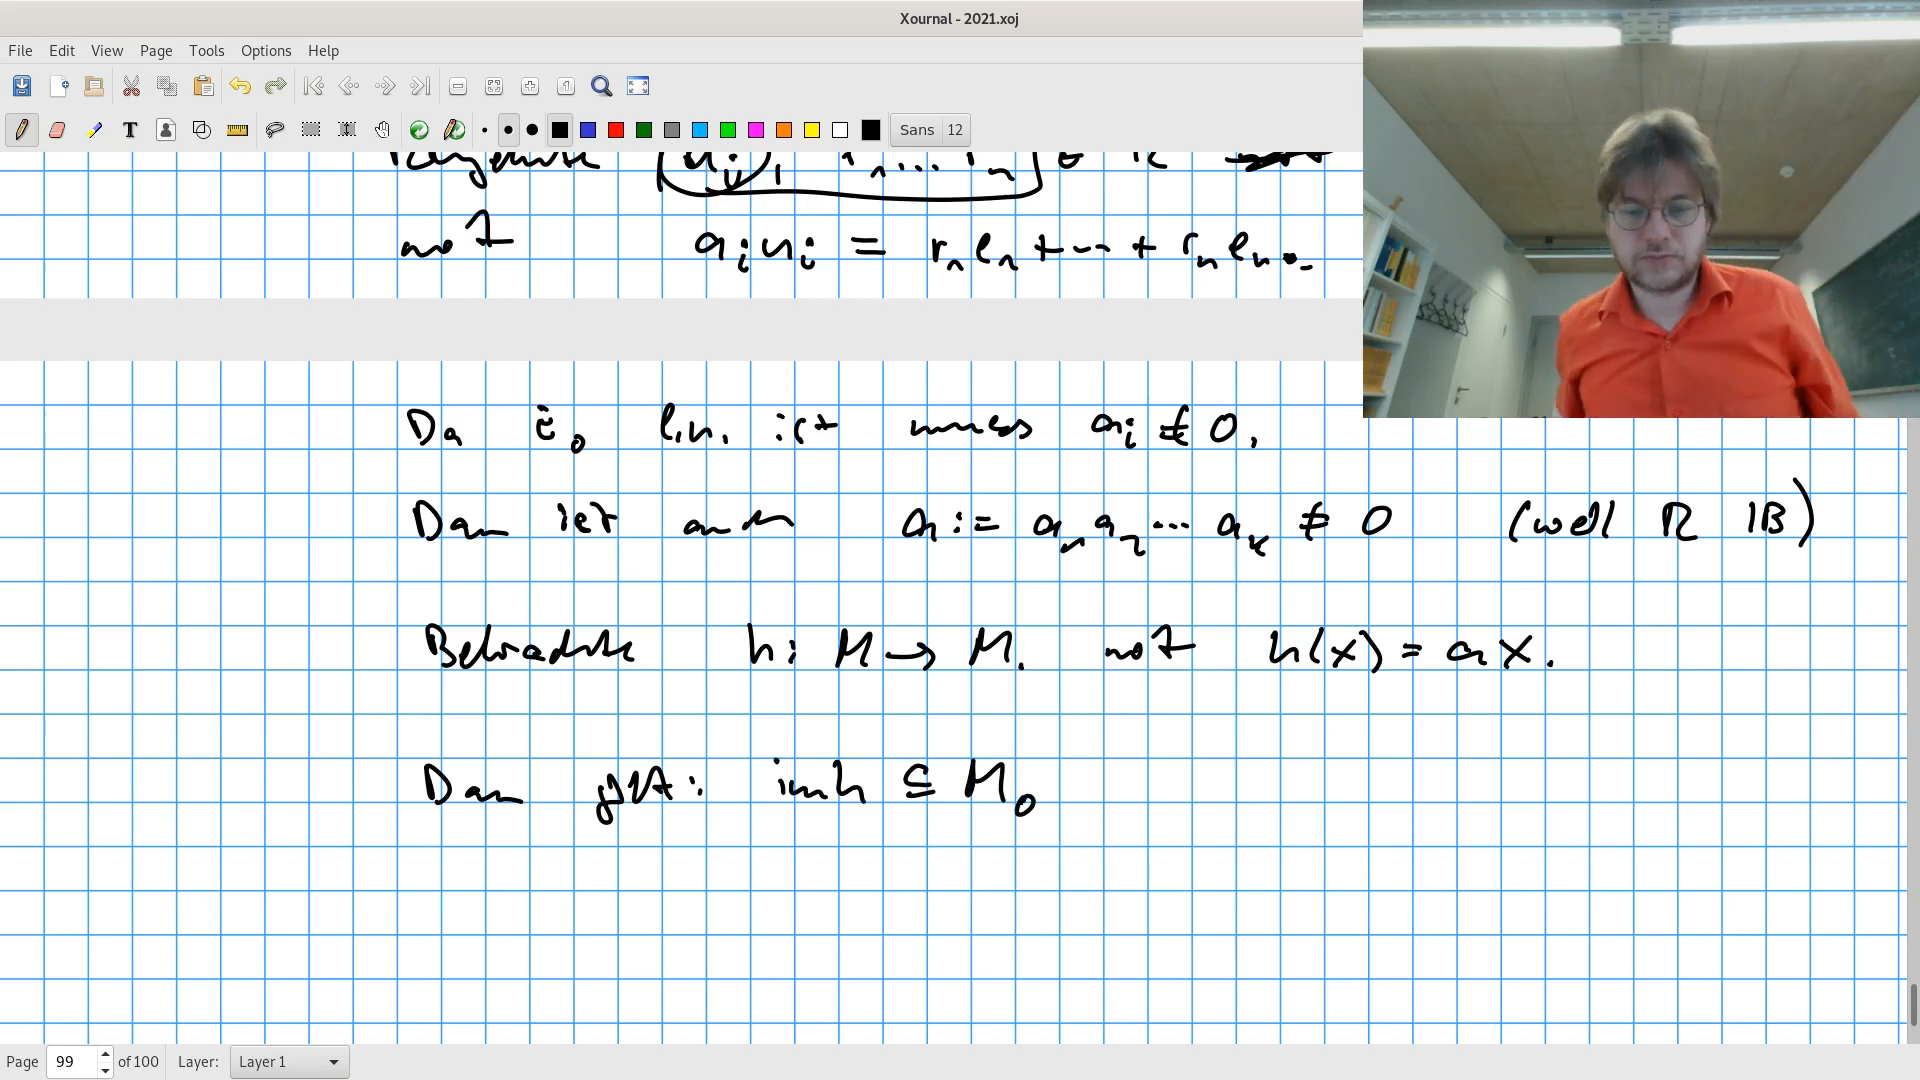 Xournal - 2021.xoj
File Edit View Page Tools Options Help
Sans 12
mit a_i u_i = r_1 e_1 + ... + r_n e_n.
Da e_0 l.u. ist muss a_i ≠ 0.
Dann ist auch a := a_1 a_2 ... a_k ≠ 0 (weil R IB)
Betrachte h: M → M. mit h(x) = a x.
Dann gilt: im h ⊆ M_0
Page 99 of 100 Layer: Layer 1